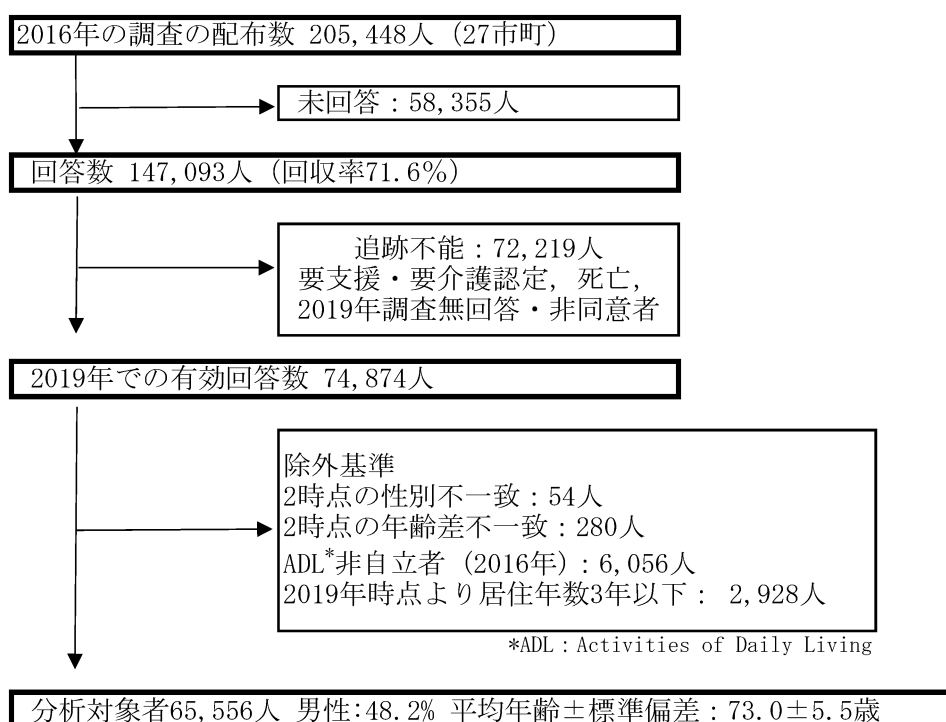 2016年の調査の配布数 205,448人（27市町）
未回答：58,355人
回答数 147,093人（回収率71.6％）
追跡不能：72,219人
要支援・要介護認定，死亡，
2019年調査無回答・非同意者
2019年での有効回答数 74,874人
除外基準
2時点の性別不一致：54人
2時点の年齢差不一致：280人
ADL*非自立者（2016年）：6,056人
2019年時点より居住年数3年以下： 2,928人
*ADL：Activities of Daily Living
分析対象者65,556人 男性:48.2% 平均年齢±標準偏差：73.0±5.5歳